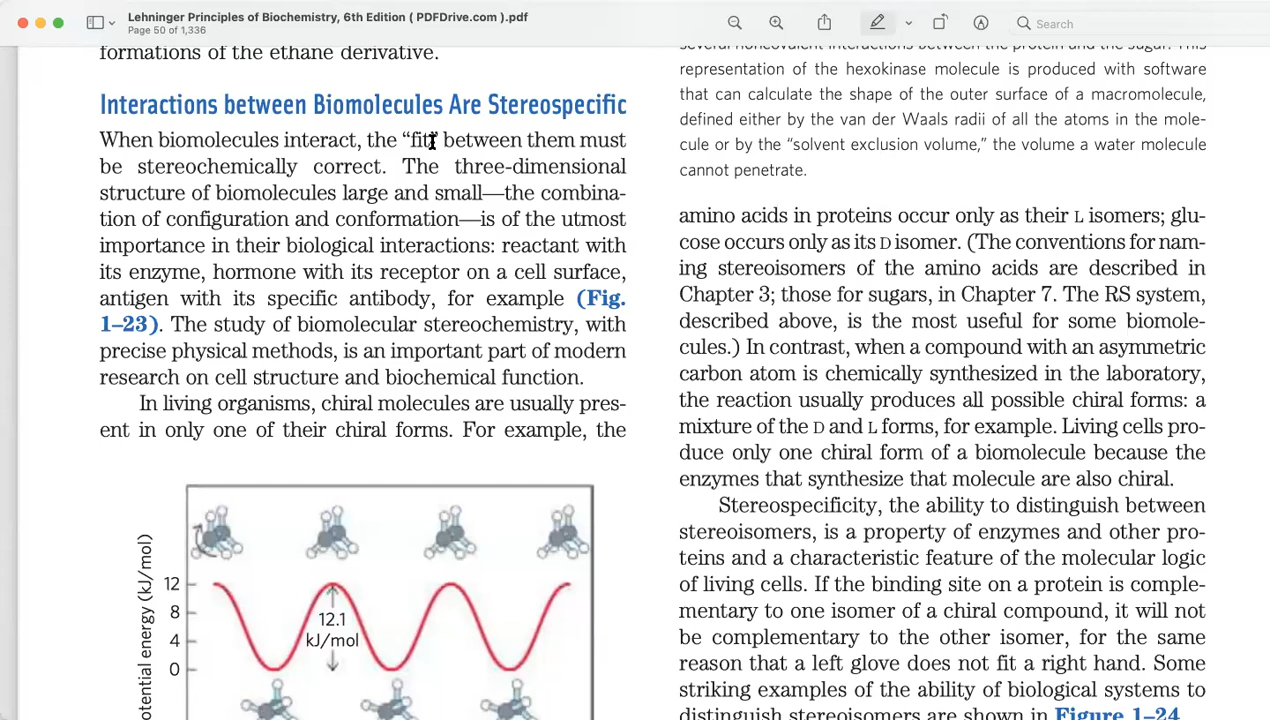 Lehninger Principles of Biochemistry, 6th Edition ( PDFDrive.com ).pdf
Page 50 of 1,336
Search
formations of the ethane derivative.
Interactions between Biomolecules Are Stereospecific
When biomolecules interact, the “fit” between them must
be stereochemically correct. The three-dimensional
structure of biomolecules large and small—the combina-
tion of configuration and conformation—is of the utmost
importance in their biological interactions: reactant with
its enzyme, hormone with its receptor on a cell surface,
antigen with its specific antibody, for example (Fig.
1–23). The study of biomolecular stereochemistry, with
precise physical methods, is an important part of modern
research on cell structure and biochemical function.
In living organisms, chiral molecules are usually pres-
ent in only one of their chiral forms. For example, the
12
8
4
0
otential energy (kJ/mol)
12.1
kJ/mol
several noncovalent interactions between the protein and the sugar. This
representation of the hexokinase molecule is produced with software
that can calculate the shape of the outer surface of a macromolecule,
defined either by the van der Waals radii of all the atoms in the mole-
cule or by the “solvent exclusion volume,” the volume a water molecule
cannot penetrate.
amino acids in proteins occur only as their L isomers; glu-
cose occurs only as its D isomer. (The conventions for nam-
ing stereoisomers of the amino acids are described in
Chapter 3; those for sugars, in Chapter 7. The RS system,
described above, is the most useful for some biomole-
cules.) In contrast, when a compound with an asymmetric
carbon atom is chemically synthesized in the laboratory,
the reaction usually produces all possible chiral forms: a
mixture of the D and L forms, for example. Living cells pro-
duce only one chiral form of a biomolecule because the
enzymes that synthesize that molecule are also chiral.
Stereospecificity, the ability to distinguish between
stereoisomers, is a property of enzymes and other pro-
teins and a characteristic feature of the molecular logic
of living cells. If the binding site on a protein is comple-
mentary to one isomer of a chiral compound, it will not
be complementary to the other isomer, for the same
reason that a left glove does not fit a right hand. Some
striking examples of the ability of biological systems to
distinguish stereoisomers are shown in Figure 1–24.